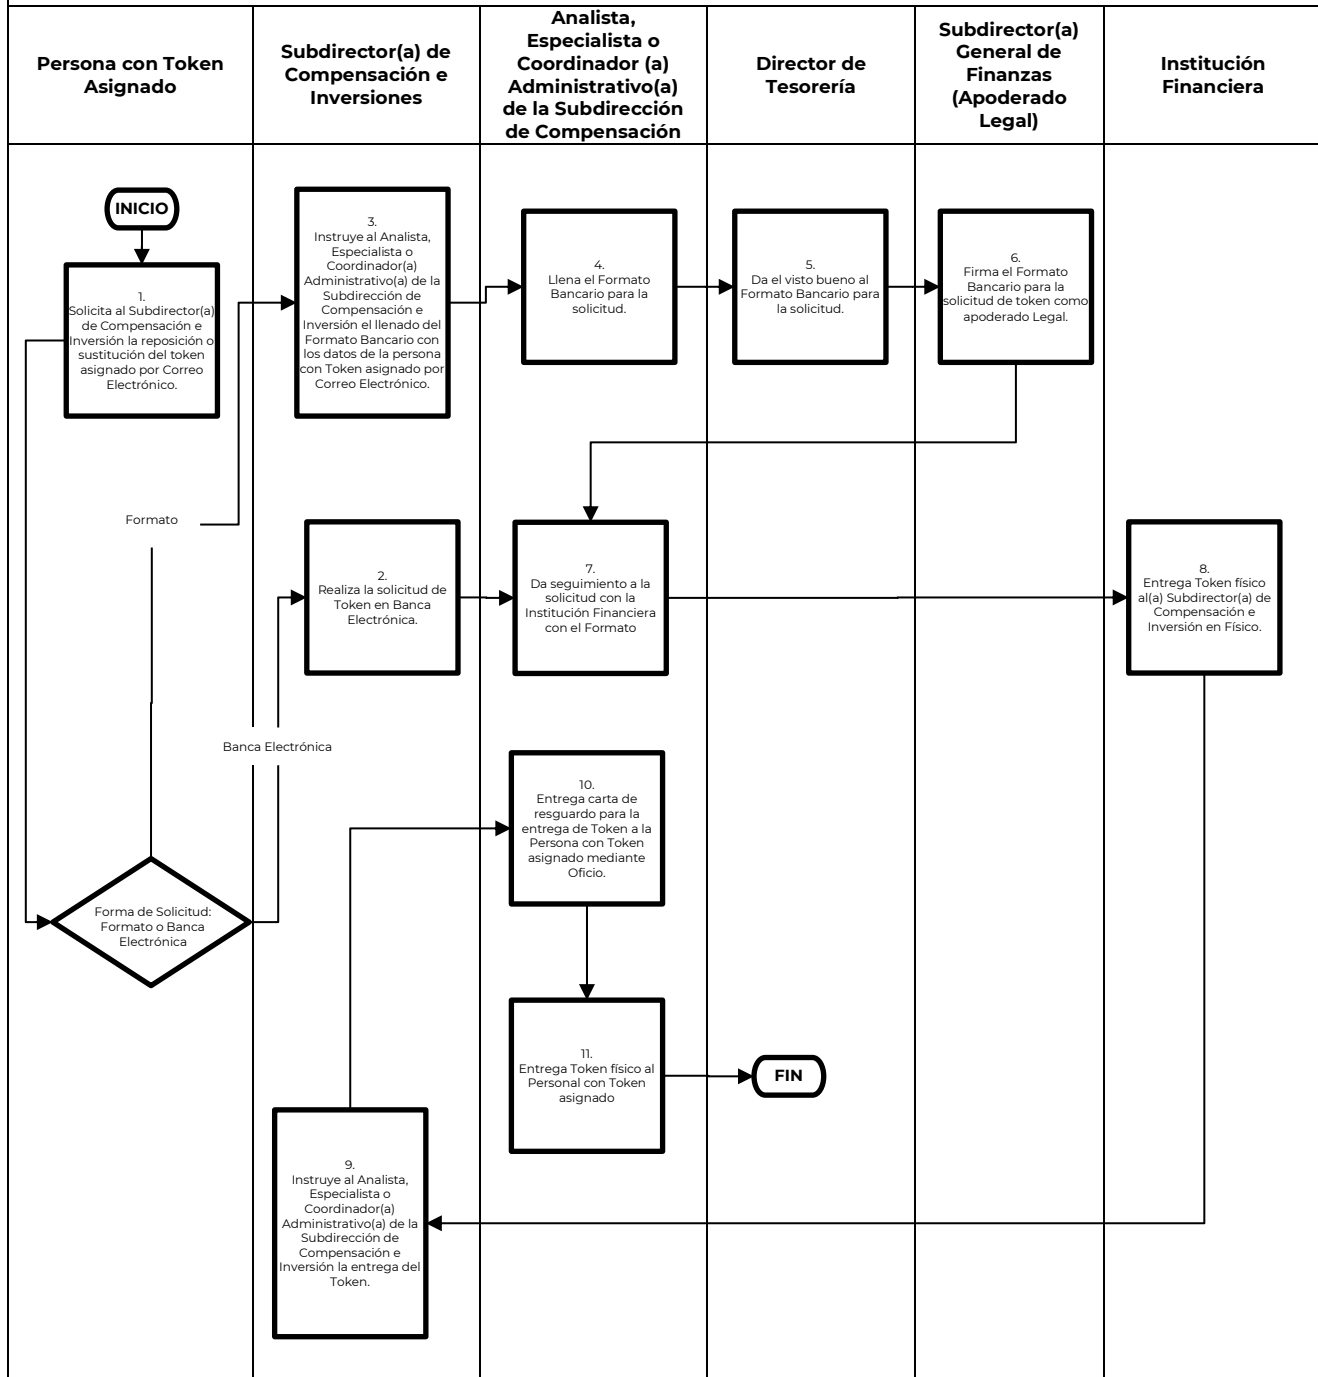 Persona con Token
Asignado
Subdirector(a) de
Compensación e
Inversiones
Analista,
Especialista o
Coordinador (a)
Administrativo(a)
de la Subdirección
de Compensación
Director de
Tesorería
Subdirector(a)
General de
Finanzas
(Apoderado
Legal)
Institución
Financiera
INICIO
1.
Solicita al Subdirector(a)
de Compensación e
Inversión la reposición o
sustitución del token
asignado por Correo
Electrónico.
3.
Instruye al Analista,
Especialista o
Coordinador(a)
Administrativo(a) de la
Subdirección de
Compensación e
Inversión el llenado del
Formato Bancario con
los datos de la persona
con Token asignado por
Correo Electrónico.
4.
Llena el Formato
Bancario para la
solicitud.
5.
Da el visto bueno al
Formato Bancario para
la solicitud.
6.
Firma el Formato
Bancario para la
solicitud de token como
apoderado Legal.
Formato
2.
Realiza la solicitud de
Token en Banca
Electrónica.
7.
Da seguimiento a la
solicitud con la
Institución Financiera
con el Formato
8.
Entrega Token físico
al(a) Subdirector(a) de
Compensación e
Inversión en Físico.
Banca Electrónica
10.
Entrega carta de
resguardo para la
entrega de Token a la
Persona con Token
asignado mediante
Oficio.
Forma de Solicitud:
Formato o Banca
Electrónica
11.
Entrega Token físico al
Personal con Token
asignado
FIN
9.
Instruye al Analista,
Especialista o
Coordinador(a)
Administrativo(a) de la
Subdirección de
Compensación e
Inversión la entrega del
Token.